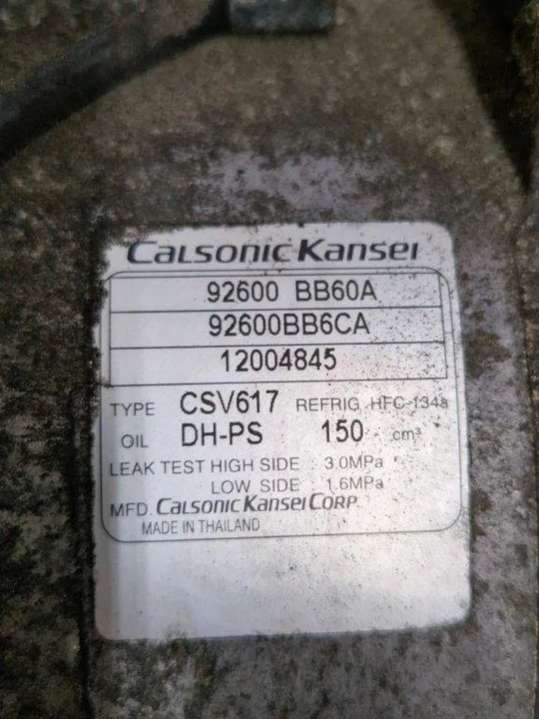 CALSONIC KANSEI
92600 BB60A
92600BB6CA
12004845
TYPE CSV617 REFRIG HFC-134a
OIL DH-PS 150 cm³
LEAK TEST HIGH SIDE 3.0MPa
LOW SIDE 1.6MPa
MFD. CALSONIC KANSEI CORP
MADE IN THAILAND